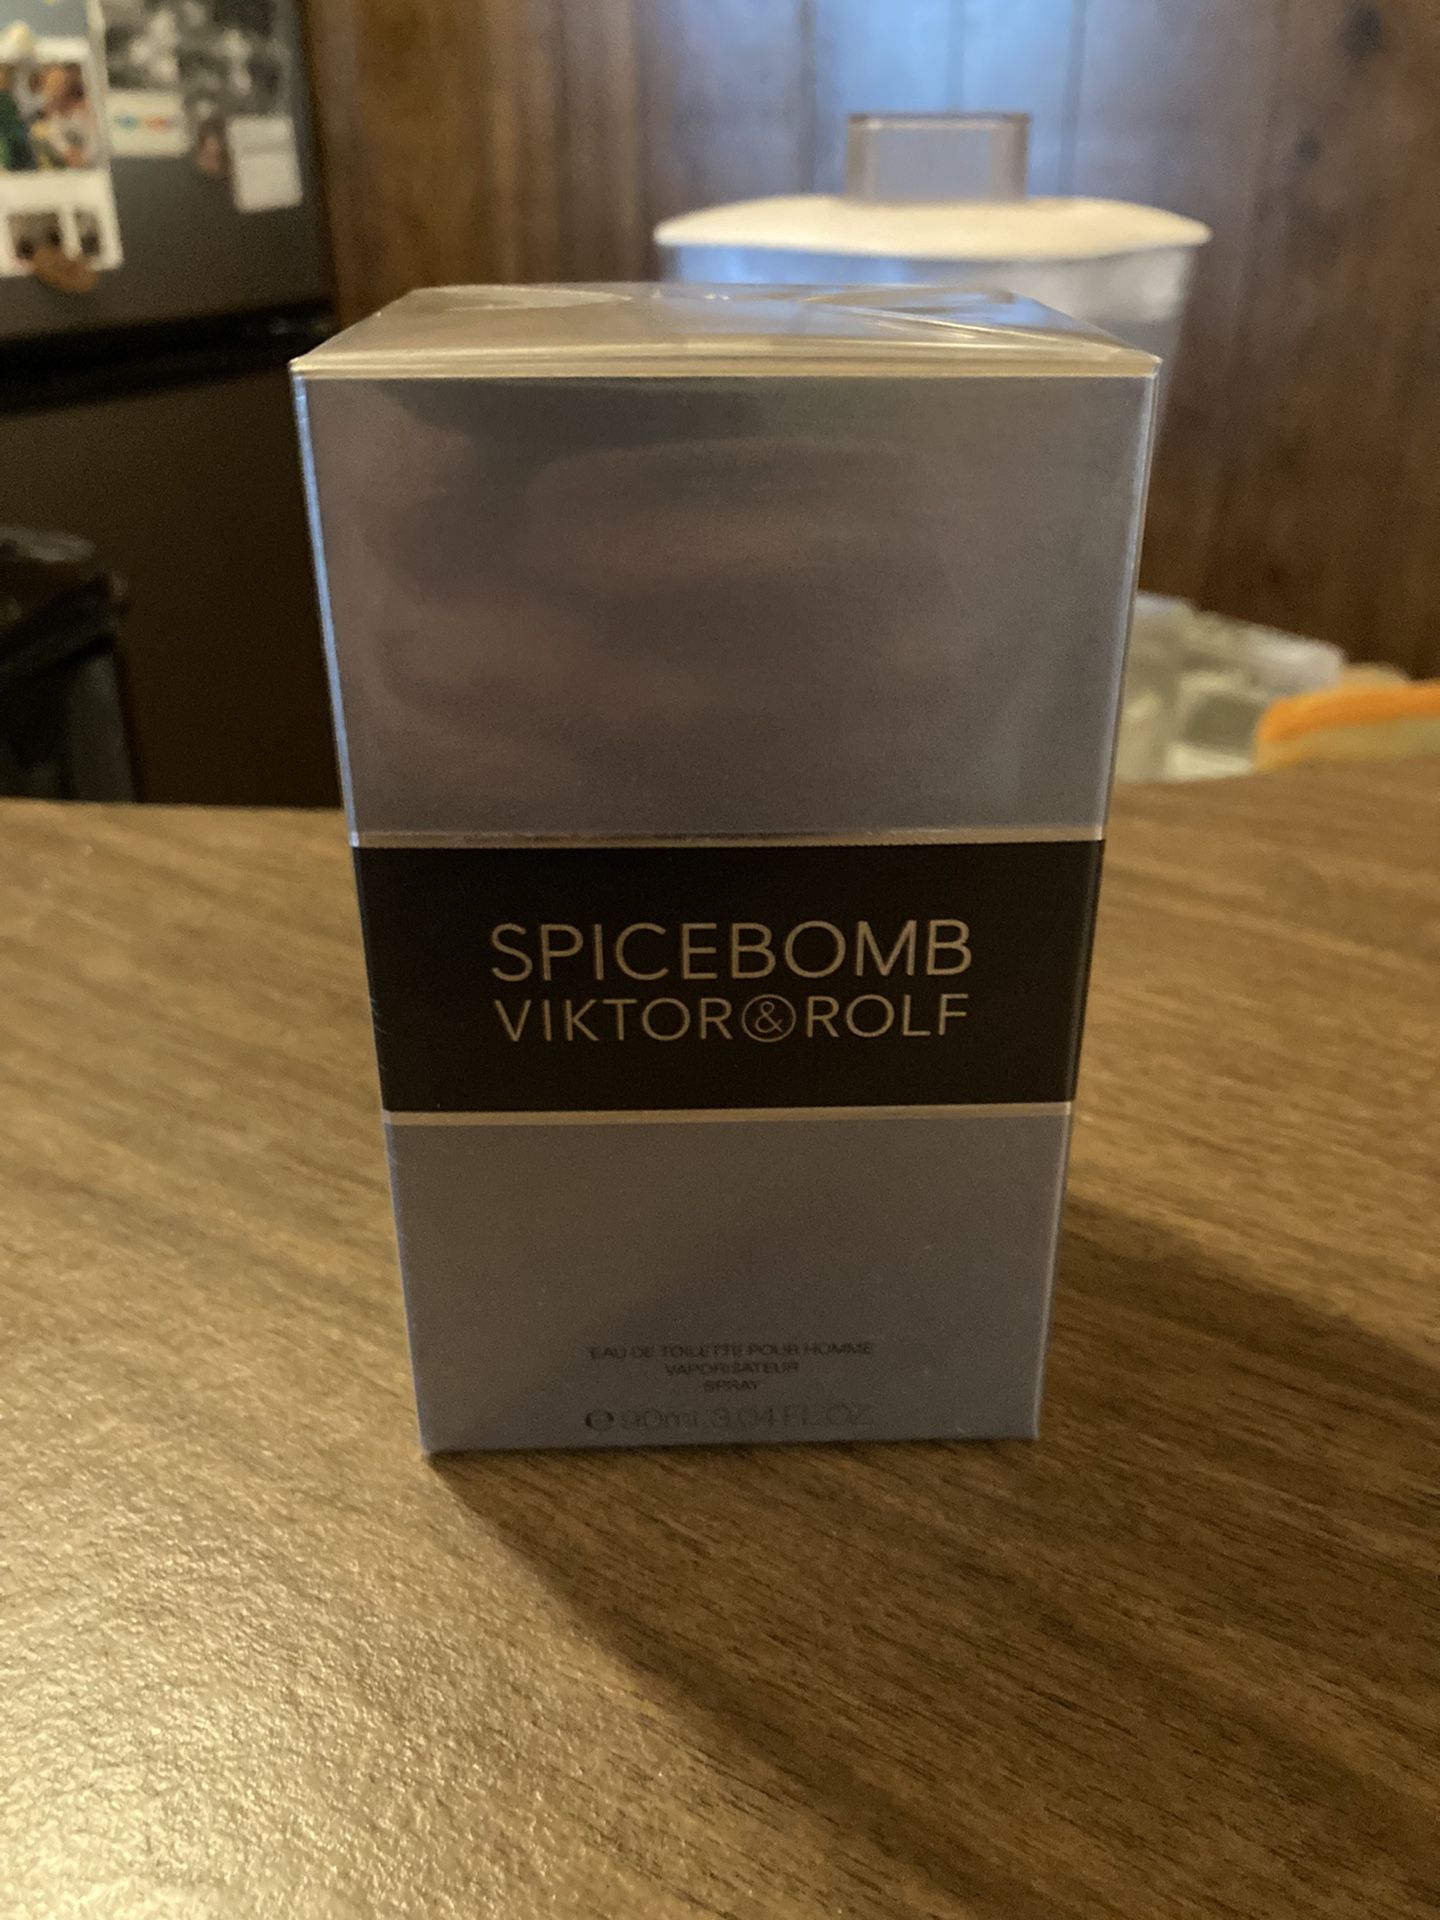 SPICEBOMB
VIKTOR&ROLF
EAU DE TOILETTE POUR HOMME
VAPORISATEUR
SPRAY
℮ 90ml 3.04 FL.OZ.